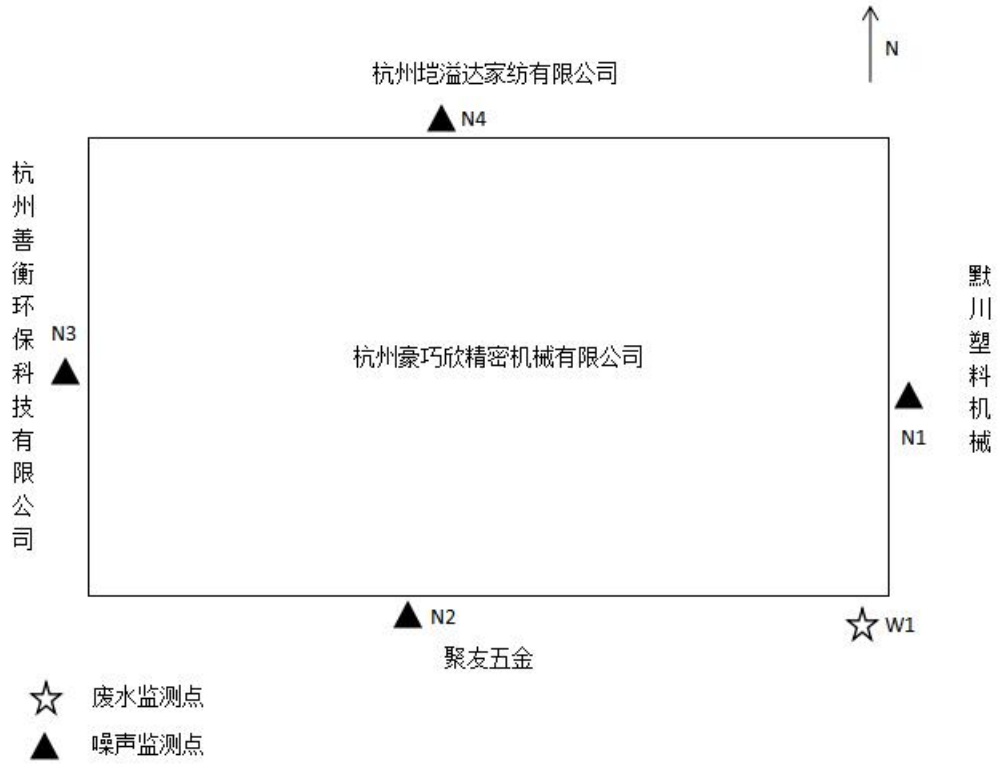 N
杭州垲溢达家纺有限公司
N4
杭州善衡环保科技有限公司
N3
杭州豪巧欣精密机械有限公司
默川塑料机械
N1
N2
W1
聚友五金
废水监测点
噪声监测点